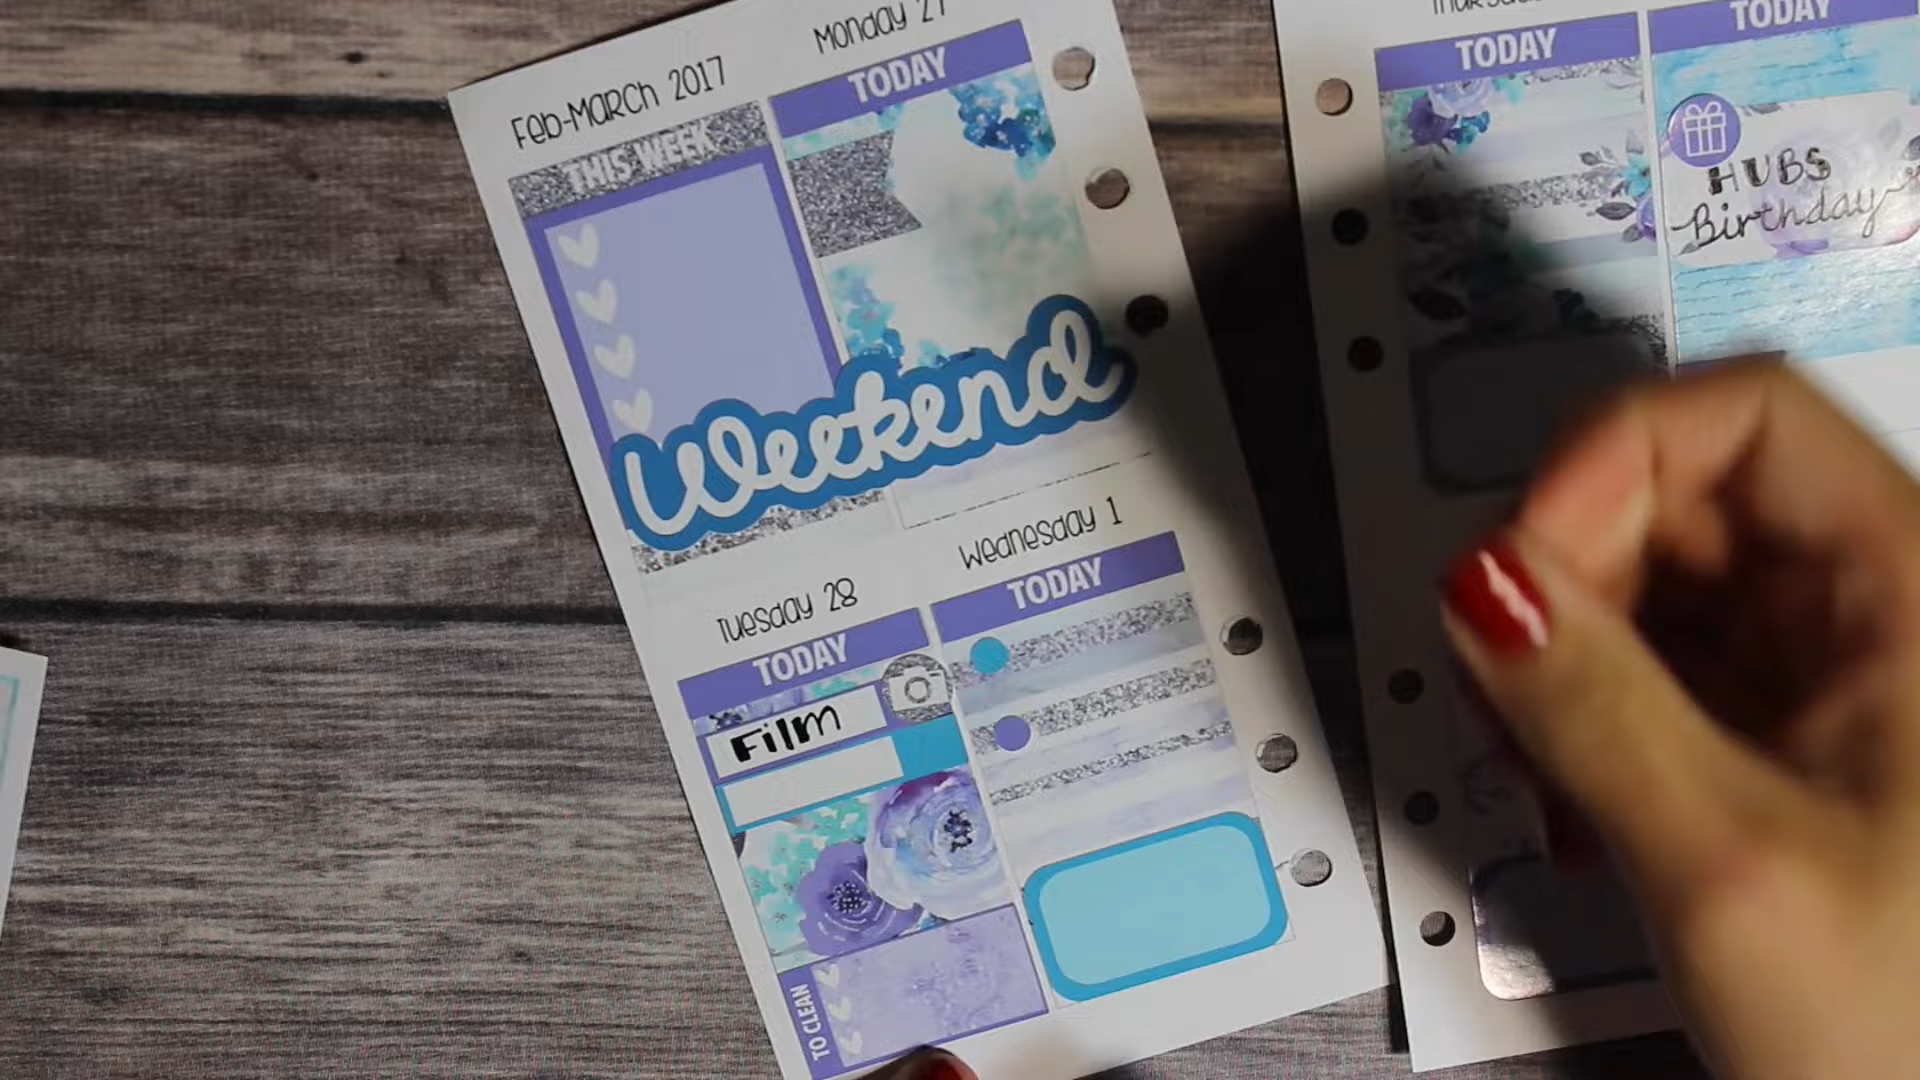 Feb-March 2017
THIS WEEK
Monday 27
TODAY
Weekend
Tuesday 28
TODAY
Film
TO CLEAN
Wednesday 1
TODAY
TODAY
TODAY
HUBS
Birthday